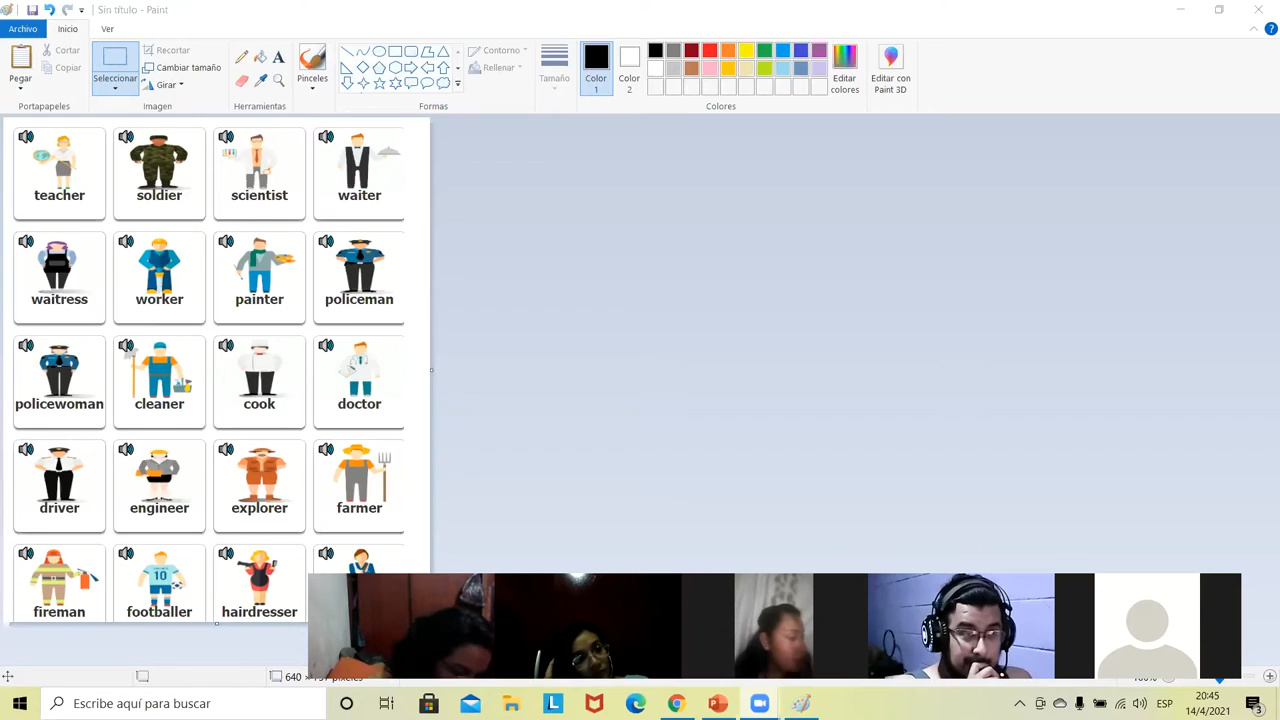 Sin título - Paint
Archivo Inicio Ver
Pegar
Cortar
Copiar
Portapapeles
Seleccionar
Recortar
Cambiar tamaño
Girar
Imagen
Herramientas
Pinceles
Contorno
Rellenar
Formas
Tamaño
Color
1
Color
2
Editar
colores
Colores
Editar con
Paint 3D
teacher soldier scientist waiter
waitress worker painter policeman
policewoman cleaner cook doctor
driver engineer explorer farmer
10
fireman footballer hairdresser
Escribe aquí para buscar
ESP
20:45
14/4/2021
3